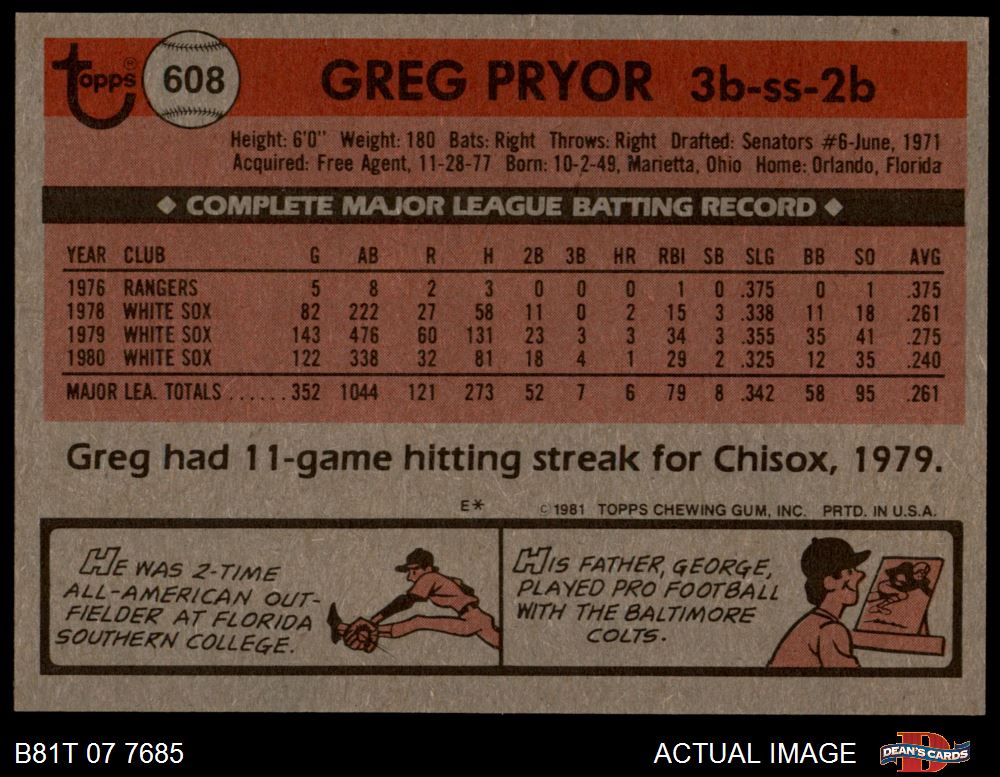 Topps® 608 GREG PRYOR 3b-ss-2b
Height: 6'0" Weight: 180 Bats: Right Throws: Right Drafted: Senators #6-June, 1971
Acquired: Free Agent, 11-28-77 Born: 10-2-49, Marietta, Ohio Home: Orlando, Florida
◆ COMPLETE MAJOR LEAGUE BATTING RECORD ◆
YEAR CLUB G AB R H 2B 3B HR RBI SB SLG BB SO AVG
1976 RANGERS 5 8 2 3 0 0 0 1 0 .375 0 1 .375
1978 WHITE SOX 82 222 27 58 11 0 2 15 3 .338 11 18 .261
1979 WHITE SOX 143 476 60 131 23 3 3 34 3 .355 35 41 .275
1980 WHITE SOX 122 338 32 81 18 4 1 29 2 .325 12 35 .240
MAJOR LEA. TOTALS ...... 352 1044 121 273 52 7 6 79 8 .342 58 95 .261
Greg had 11-game hitting streak for Chisox, 1979.
E* © 1981 TOPPS CHEWING GUM, INC. PRTD. IN U.S.A.
HE WAS 2-TIME
ALL-AMERICAN OUT-
FIELDER AT FLORIDA
SOUTHERN COLLEGE.
HIS FATHER, GEORGE,
PLAYED PRO FOOTBALL
WITH THE BALTIMORE
COLTS.
B81T 07 7685 ACTUAL IMAGE DEAN'S CARDS